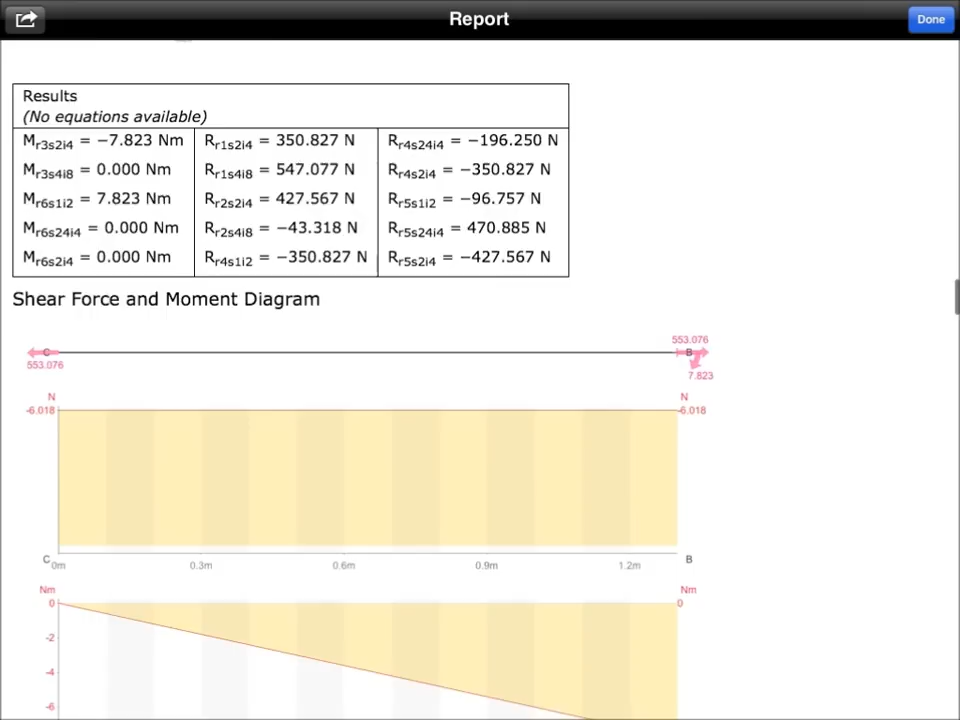 Report
Done
Results
(No equations available)
Mr3s2i4 = −7.823 Nm Rr1s2i4 = 350.827 N Rr4s24i4 = −196.250 N
Mr3s4i8 = 0.000 Nm Rr1s4i8 = 547.077 N Rr4s2i4 = −350.827 N
Mr6s1i2 = 7.823 Nm Rr2s2i4 = 427.567 N Rr5s1i2 = −96.757 N
Mr6s24i4 = 0.000 Nm Rr2s4i8 = −43.318 N Rr5s24i4 = 470.885 N
Mr6s2i4 = 0.000 Nm Rr4s1i2 = −350.827 N Rr5s2i4 = −427.567 N
Shear Force and Moment Diagram
553.076
C B
553.076
7.823
N N
-6.018 -6.018
C B
0m 0.3m 0.6m 0.9m 1.2m
Nm Nm
0 0
-2
-4
-6